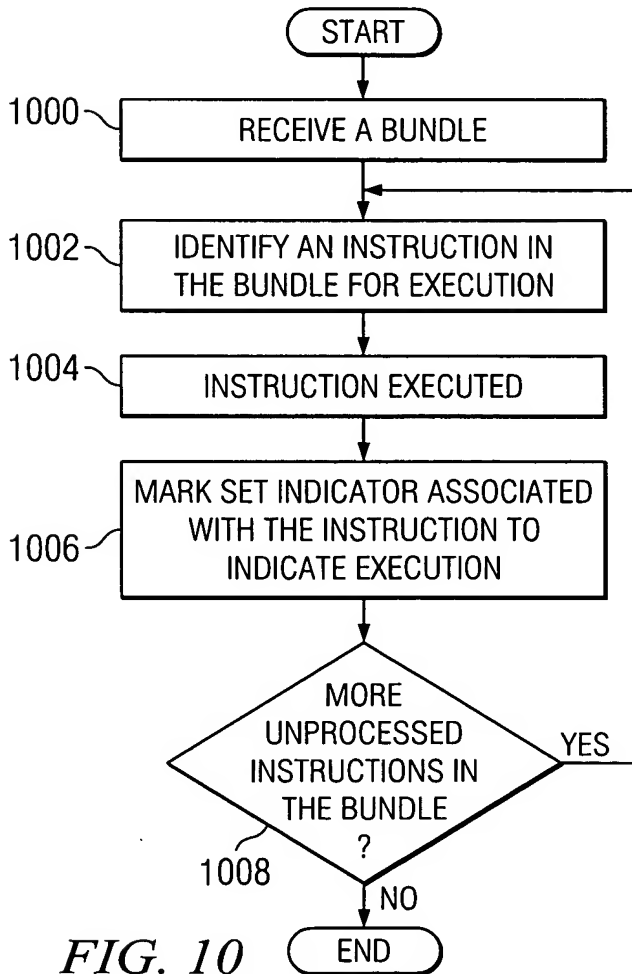 START
1000
RECEIVE A BUNDLE
1002
IDENTIFY AN INSTRUCTION IN
THE BUNDLE FOR EXECUTION
1004
INSTRUCTION EXECUTED
1006
MARK SET INDICATOR ASSOCIATED
WITH THE INSTRUCTION TO
INDICATE EXECUTION
MORE
UNPROCESSED
INSTRUCTIONS IN
THE BUNDLE
?
YES
1008
NO
END
FIG. 10